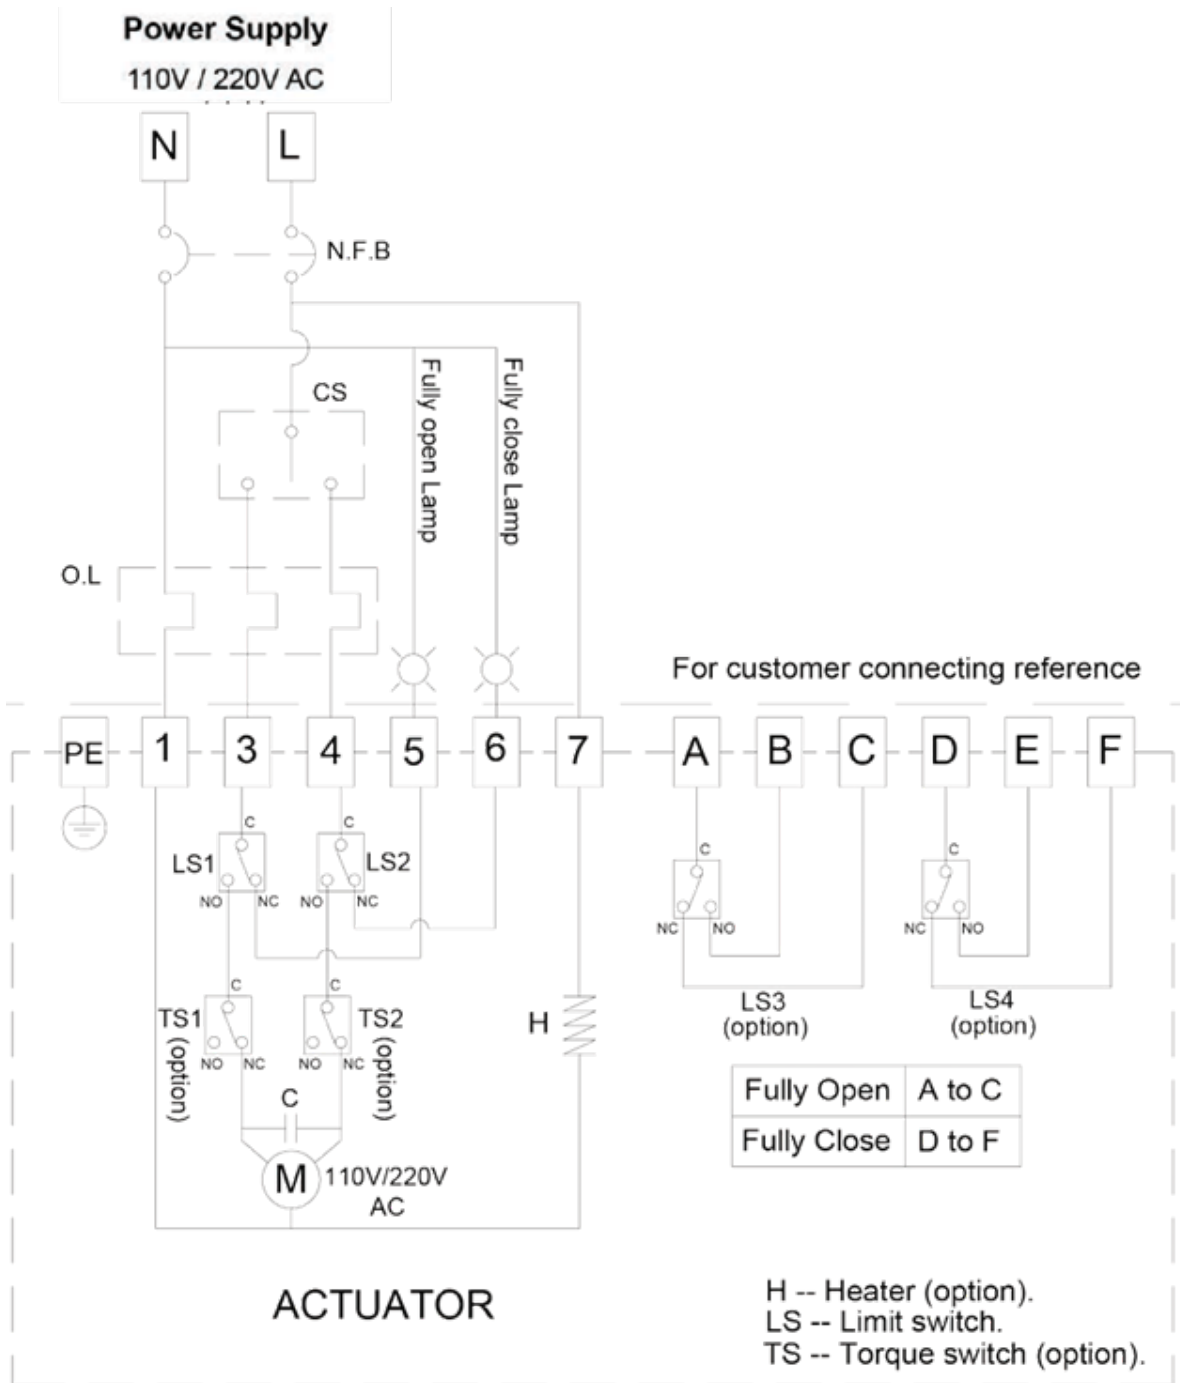 Power Supply
110V / 220V AC
N L
N.F.B
CS
Fully open Lamp
Fully close Lamp
O.L
For customer connecting reference
PE 1 3 4 5 6 7 A B C D E F
C C
LS1 LS2
NO NC NO NC
C C
NC NO NC NO
C C
TS1 (option) TS2 (option)
NO NC NO NC
H
LS3
(option)
LS4
(option)
C
M 110V/220V
AC
Fully Open A to C
Fully Close D to F
ACTUATOR
H -- Heater (option).
LS -- Limit switch.
TS -- Torque switch (option).